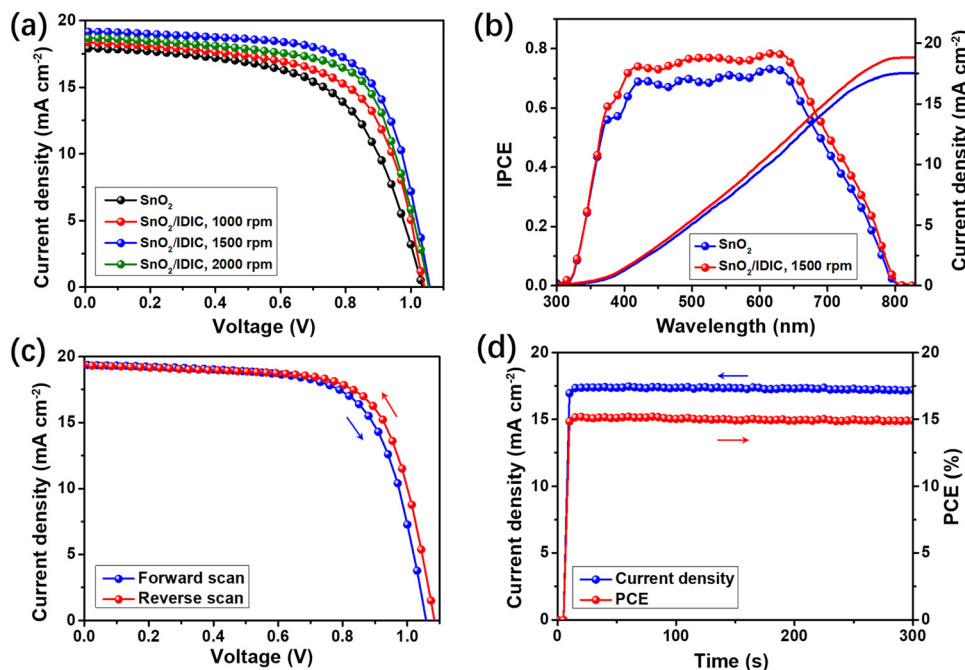 (a)
Current density (mA cm⁻²)
20
15
10
5
0
SnO₂
SnO₂/IDIC, 1000 rpm
SnO₂/IDIC, 1500 rpm
SnO₂/IDIC, 2000 rpm
0.0 0.2 0.4 0.6 0.8 1.0
Voltage (V)
(b)
IPCE
0.8
0.6
0.4
0.2
0.0
SnO₂
SnO₂/IDIC, 1500 rpm
20
15
10
5
0
Current density (mA cm⁻²)
300 400 500 600 700 800
Wavelength (nm)
(c)
Current density (mA cm⁻²)
20
15
10
5
0
Forward scan
Reverse scan
0.0 0.2 0.4 0.6 0.8 1.0
Voltage (V)
(d)
Current density (mA cm⁻²)
20
15
10
5
0
Current density
PCE
20
15
10
5
0
PCE (%)
0 100 200 300
Time (s)